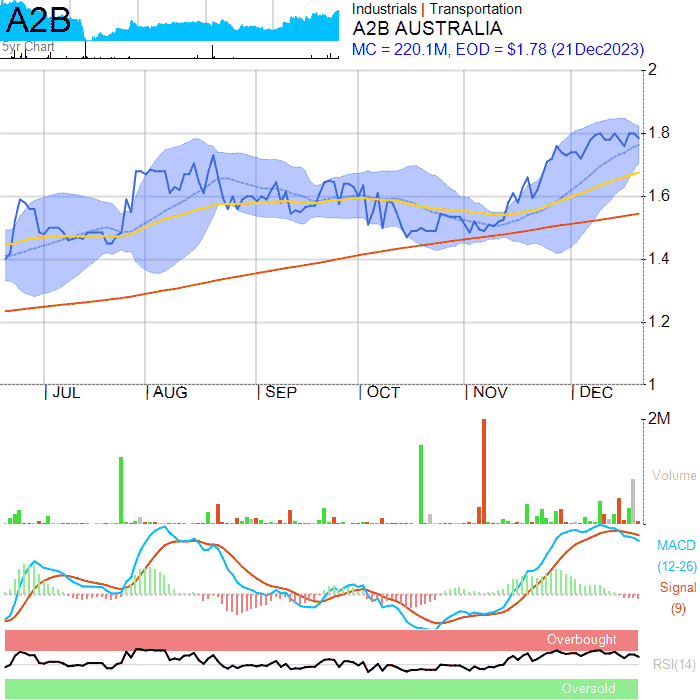 A2B
5yr Chart
Industrials | Transportation
A2B AUSTRALIA
MC = 220.1M, EOD = $1.78 (21Dec2023)
2
1.8
1.6
1.4
1.2
1
JUL AUG SEP OCT NOV DEC
2M
Volume
MACD
(12-26)
Signal
(9)
Overbought
RSI(14)
Oversold